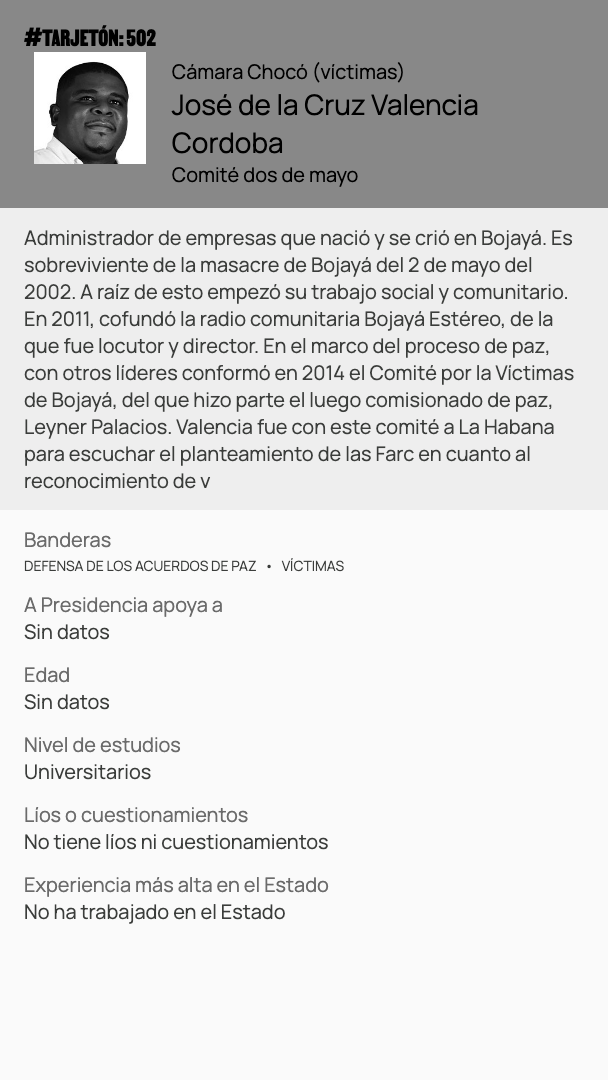 #TARJETÓN: 502
Cámara Chocó (víctimas)
José de la Cruz Valencia
Cordoba
Comité dos de mayo
Administrador de empresas que nació y se crió en Bojayá. Es
sobreviviente de la masacre de Bojayá del 2 de mayo del
2002. A raíz de esto empezó su trabajo social y comunitario.
En 2011, cofundó la radio comunitaria Bojayá Estéreo, de la
que fue locutor y director. En el marco del proceso de paz,
con otros líderes conformó en 2014 el Comité por la Víctimas
de Bojayá, del que hizo parte el luego comisionado de paz,
Leyner Palacios. Valencia fue con este comité a La Habana
para escuchar el planteamiento de las Farc en cuanto al
reconocimiento de v
Banderas
DEFENSA DE LOS ACUERDOS DE PAZ • VÍCTIMAS
A Presidencia apoya a
Sin datos
Edad
Sin datos
Nivel de estudios
Universitarios
Líos o cuestionamientos
No tiene líos ni cuestionamientos
Experiencia más alta en el Estado
No ha trabajado en el Estado